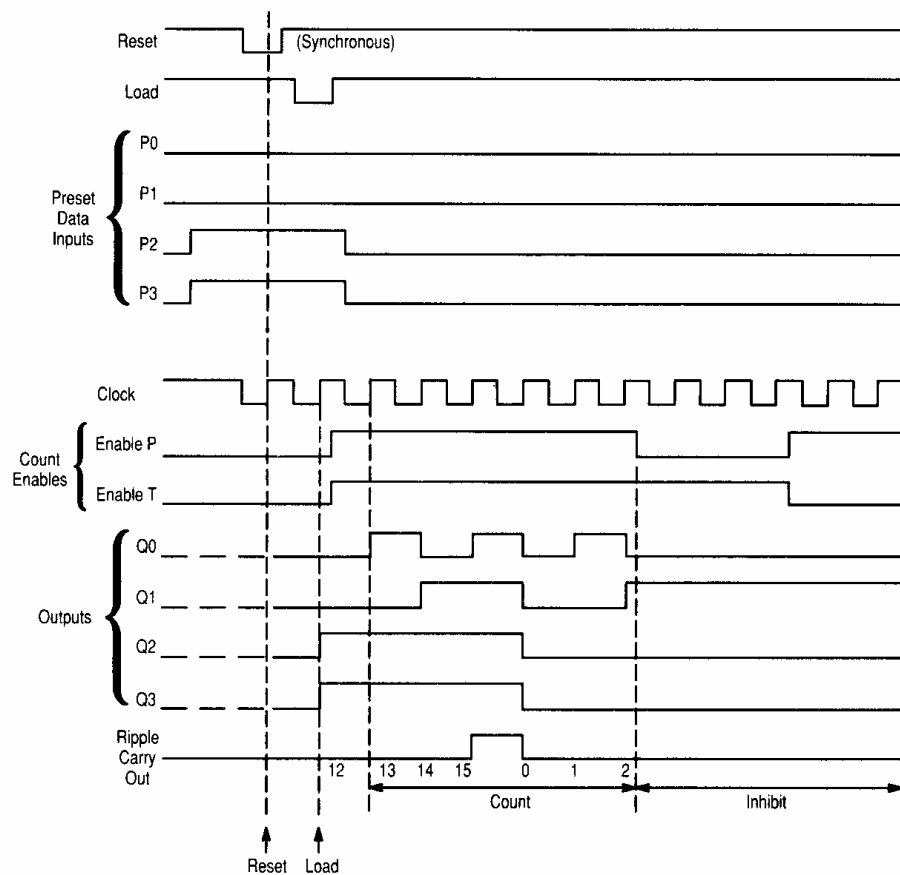 Reset
(Synchronous)
Load
P0
P1
Preset
Data
Inputs
P2
P3
Clock
Enable P
Count
Enables
Enable T
Q0
Q1
Outputs
Q2
Q3
Ripple
Carry
Out
12 13 14 15 0 1 2
Count Inhibit
Reset Load